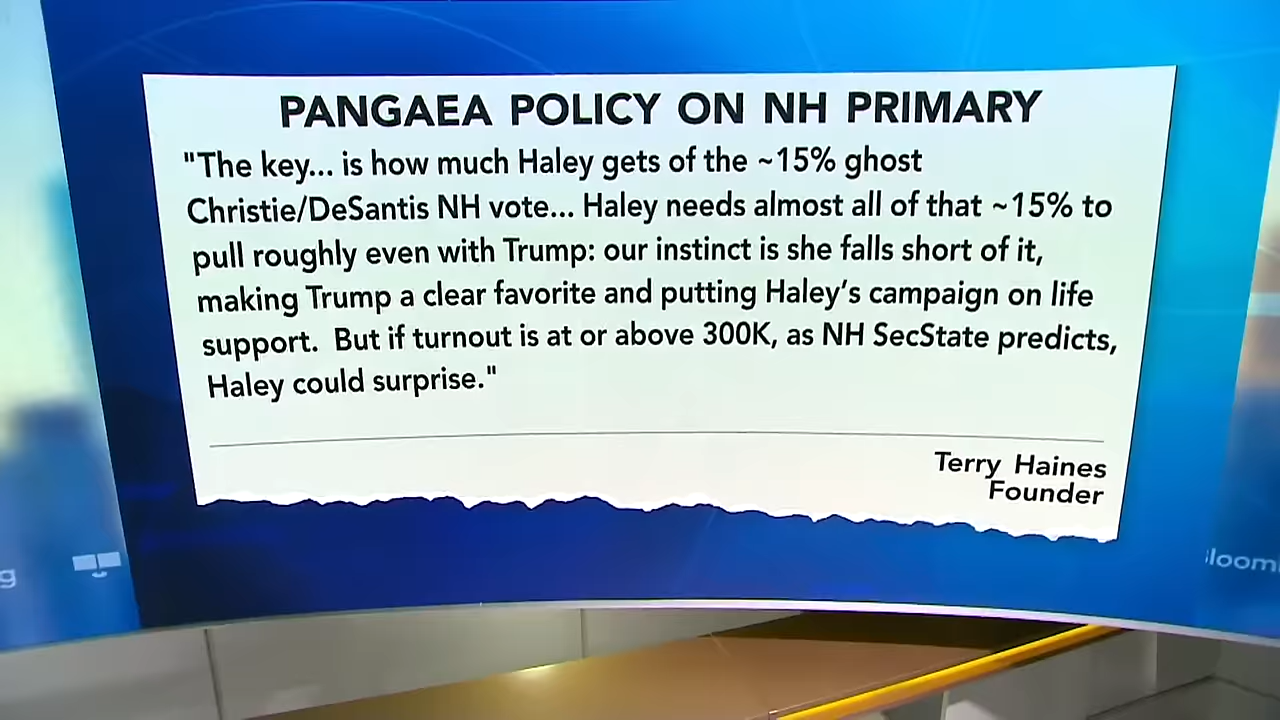 PANGAEA POLICY ON NH PRIMARY
"The key... is how much Haley gets of the ~15% ghost
Christie/DeSantis NH vote... Haley needs almost all of that ~15% to
pull roughly even with Trump: our instinct is she falls short of it,
making Trump a clear favorite and putting Haley's campaign on life
support.  But if turnout is at or above 300K, as NH SecState predicts,
Haley could surprise."
Terry Haines
Founder
g
Bloom